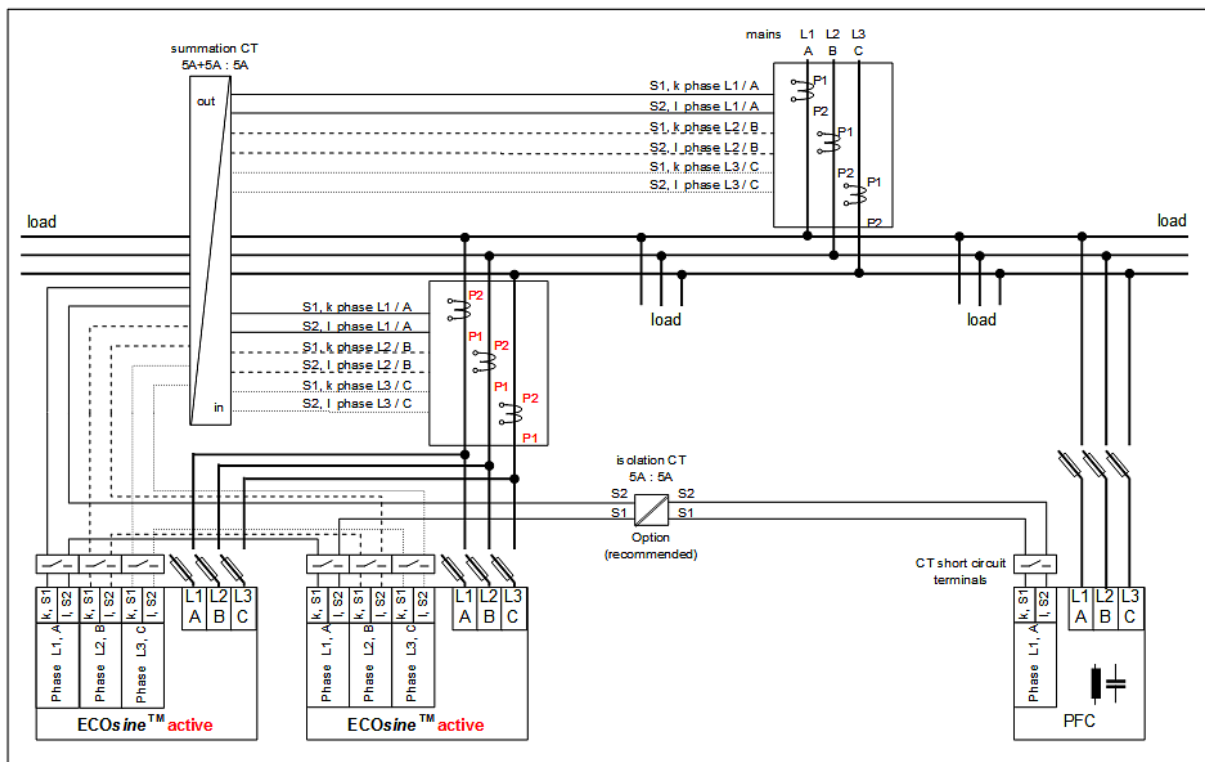 mains L1 L2 L3
A B C
summation CT
5A+5A : 5A
out
S1, k phase L1 / A
S2, l phase L1 / A
S1, k phase L2 / B
S2, l phase L2 / B
S1, k phase L3 / C
S2, l phase L3 / C
P1
P2
P1
P2
P1
P2
load
load
load
load
S1, k phase L1 / A
S2, l phase L1 / A
S1, k phase L2 / B
S2, l phase L2 / B
S1, k phase L3 / C
S2, l phase L3 / C
in
P2
P1
P2
P1
P2
P1
isolation CT
5A : 5A
S2 S2
S1 S1
Option
(recommended)
CT short circuit
terminals
k, S1
l, S2
k, S1
l, S2
k, S1
l, S2
Phase L1, A
Phase L2, B
Phase L3, C
L1 L2 L3
A B C
ECOsine™ active
k, S1
l, S2
k, S1
l, S2
k, S1
l, S2
Phase L1, A
Phase L2, B
Phase L3, C
L1 L2 L3
A B C
ECOsine™ active
k, S1
l, S2
Phase L1, A
L1 L2 L3
A B C
PFC